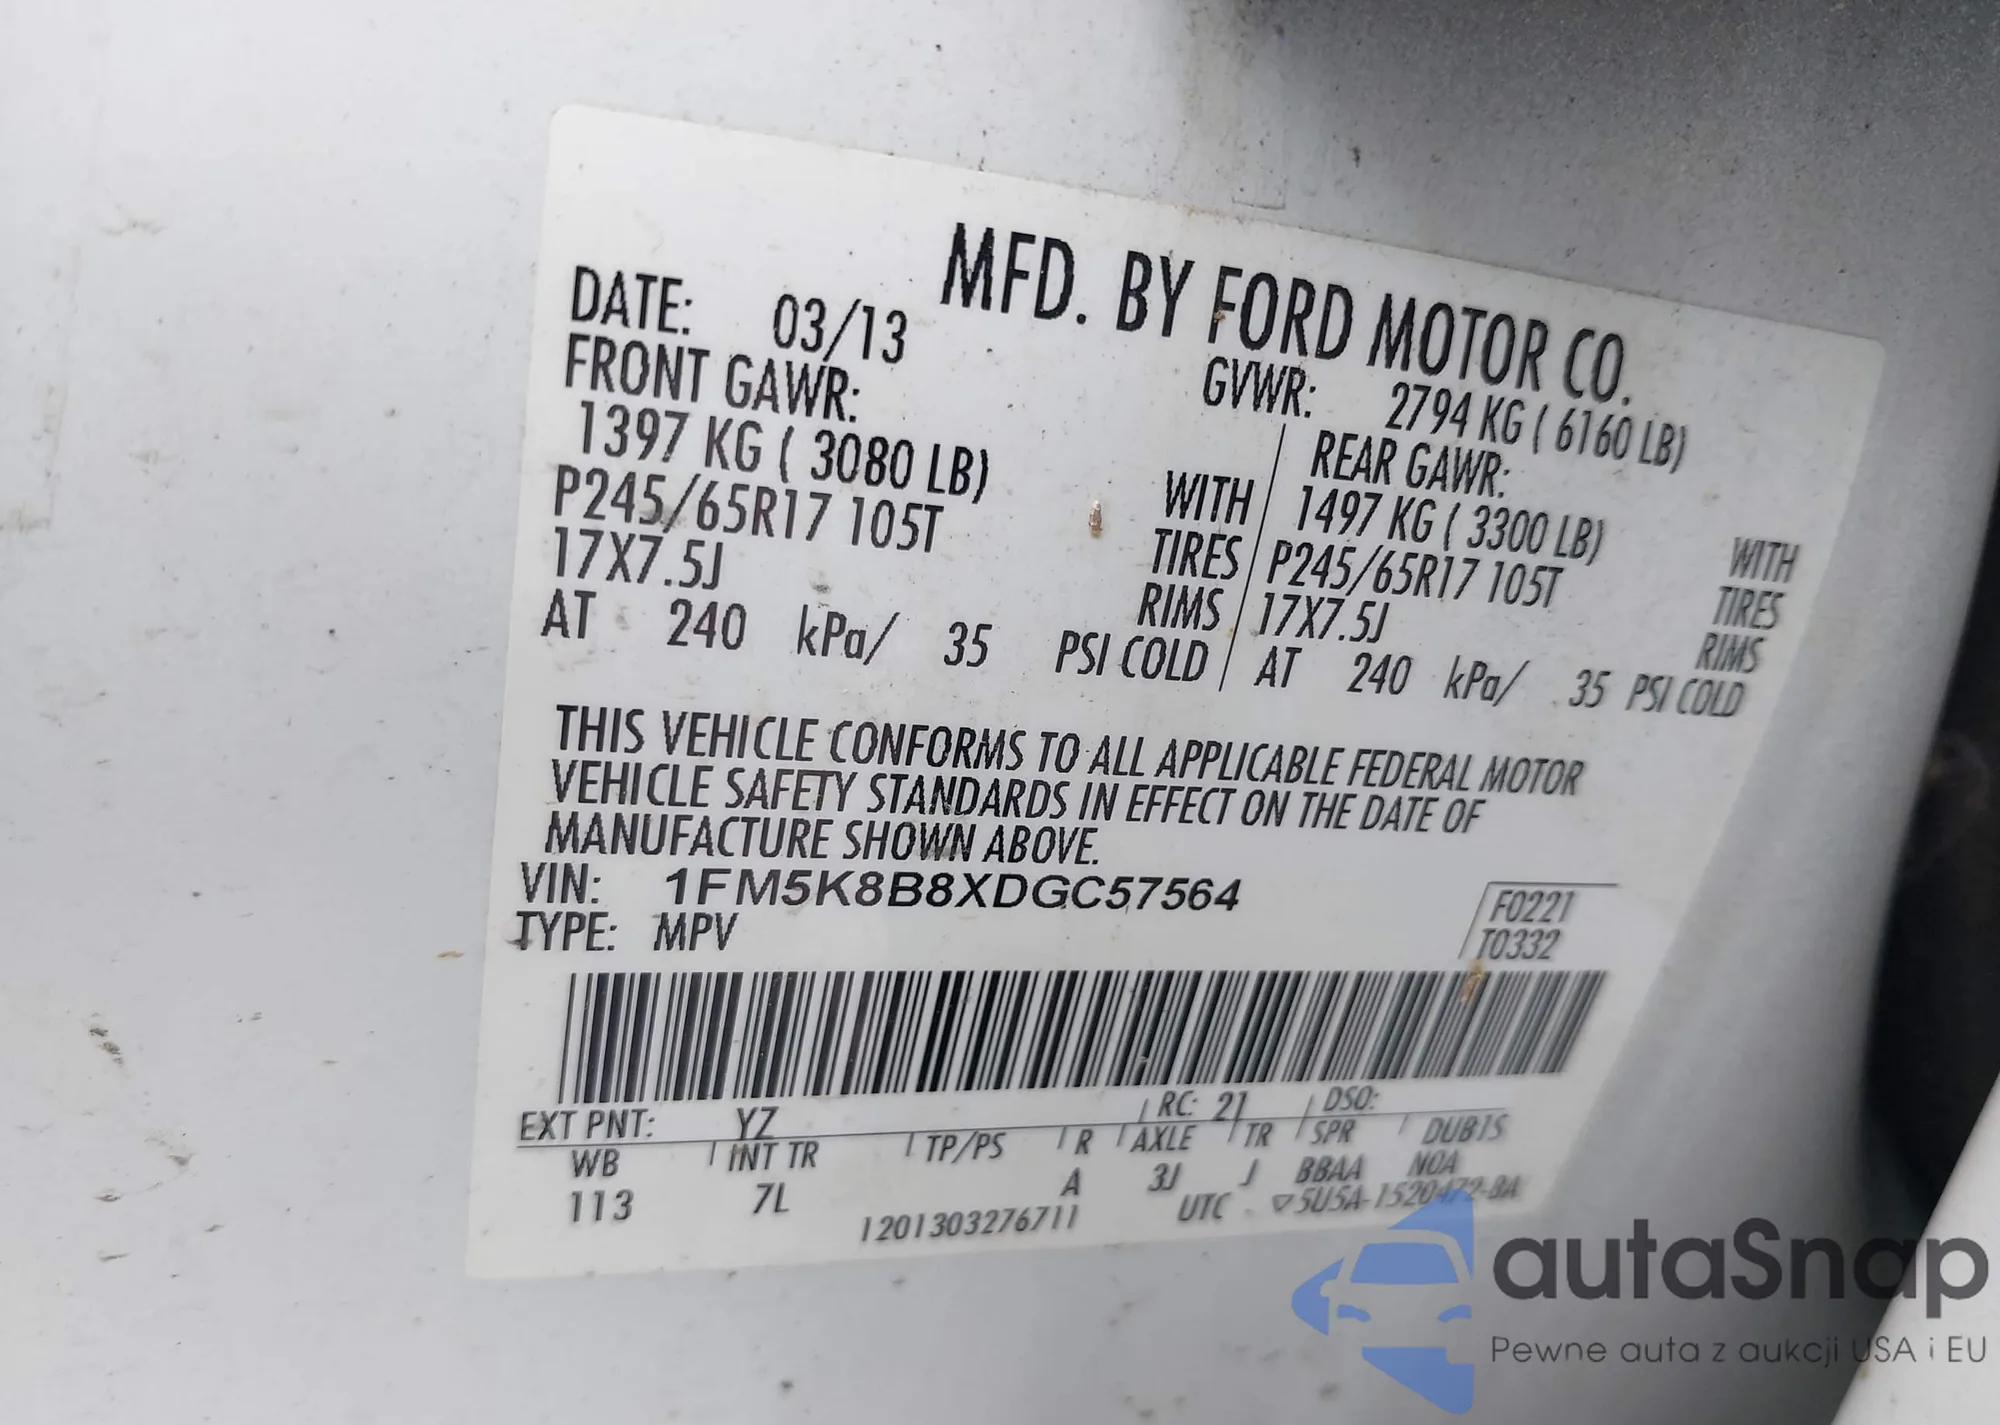 MFD. BY FORD MOTOR CO.
DATE: 03/13 GVWR: 2794 KG ( 6160 LB)
FRONT GAWR: REAR GAWR:
1397 KG ( 3080 LB) WITH 1497 KG ( 3300 LB) WITH
P245/65R17 105T TIRES P245/65R17 105T TIRES
17X7.5J RIMS 17X7.5J RIMS
AT 240 kPa/ 35 PSI COLD AT 240 kPa/ 35 PSI COLD
THIS VEHICLE CONFORMS TO ALL APPLICABLE FEDERAL MOTOR
VEHICLE SAFETY STANDARDS IN EFFECT ON THE DATE OF
MANUFACTURE SHOWN ABOVE.
VIN: 1FM5K8B8XDGC57564 F0221
TYPE: MPV T0332
EXT PNT: YZ RC: 21 DSO:
WB INT TR TP/PS R AXLE TR SPR
113 7L A 3J J BBAA
1201303276711 UTC
autaSnap
Pewne auta z aukcji USA i EU